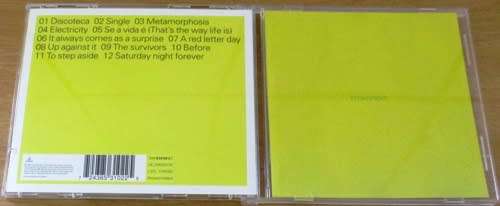 01 Discoteca 02 Single 03 Metamorphosis
04 Electricity 05 Se a vida é (That's the way life is)
06 It always comes as a surprise 07 A red letter day
08 Up against it 09 The survivors 10 Before
11 To step aside 12 Saturday night forever